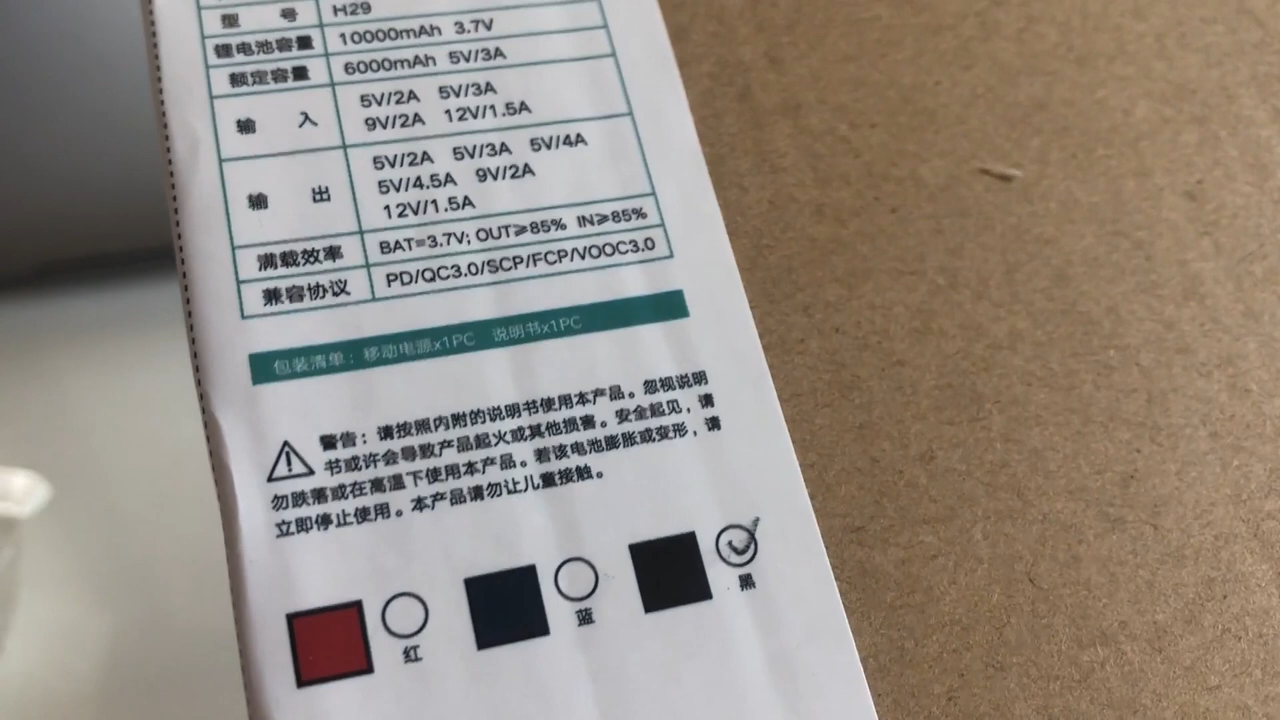 型 号 H29
锂电池容量 10000mAh 3.7V
额定容量 6000mAh 5V/3A
输 入 5V/2A 5V/3A
9V/2A 12V/1.5A
输 出 5V/2A 5V/3A 5V/4A
5V/4.5A 9V/2A
12V/1.5A
满载效率 BAT=3.7V; OUT≥85% IN≥85%
兼容协议 PD/QC3.0/SCP/FCP/VOOC3.0
包装清单：移动电源x1PC 说明书x1PC
警告：请按照内附的说明书使用本产品。忽视说明
书或许会导致产品起火或其他损害。安全起见，请
勿跌落或在高温下使用本产品。若该电池膨胀或变形，请
立即停止使用。本产品请勿让儿童接触。
红 蓝 黑